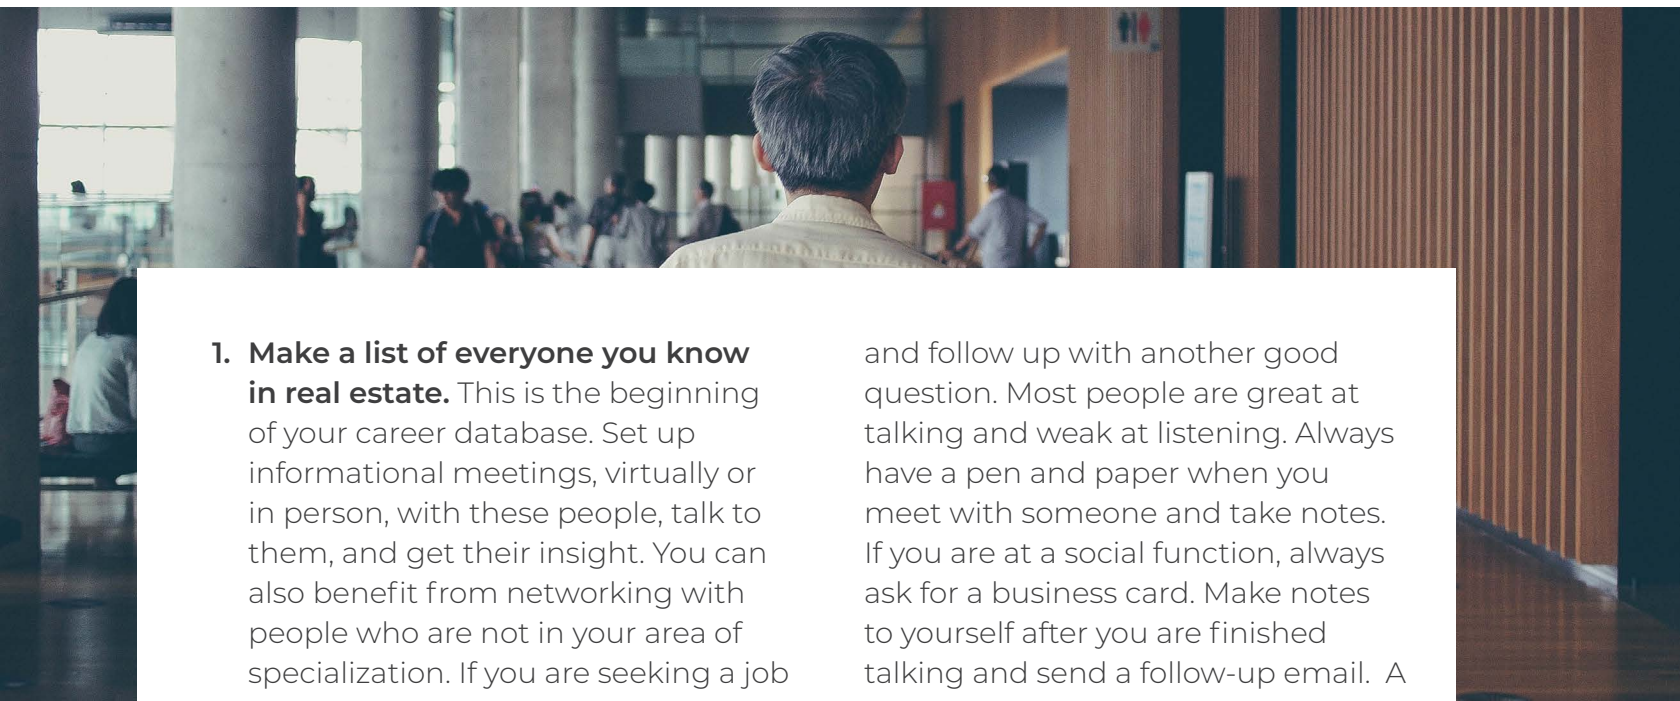 1. Make a list of everyone you know
in real estate. This is the beginning
of your career database. Set up
informational meetings, virtually or
in person, with these people, talk to
them, and get their insight. You can
also benefit from networking with
people who are not in your area of
specialization. If you are seeking a job
and follow up with another good
question. Most people are great at
talking and weak at listening. Always
have a pen and paper when you
meet with someone and take notes.
If you are at a social function, always
ask for a business card. Make notes
to yourself after you are finished
talking and send a follow-up email.  A